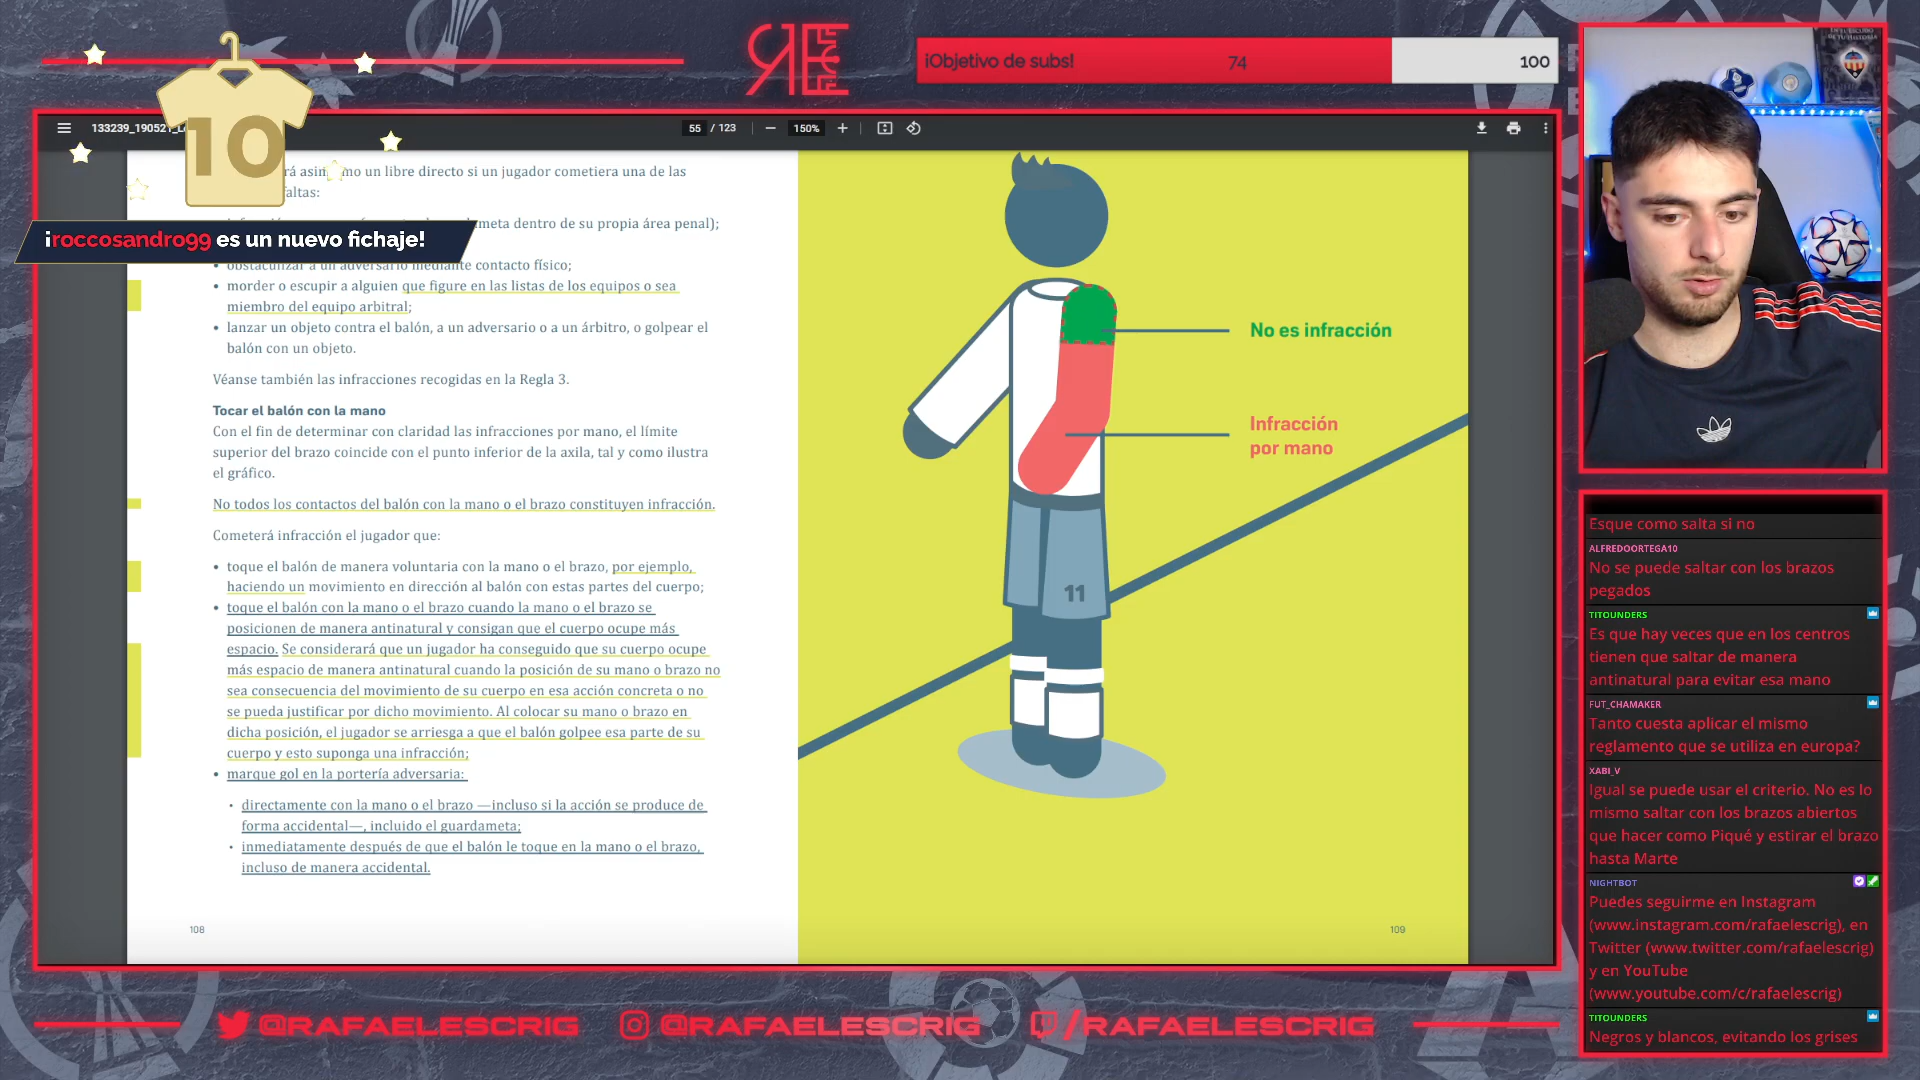 ¡Objetivo de subs!
74
100
133239_190521_L
55 / 123
150%
10
¡roccosandro99 es un nuevo fichaje!
un libre directo si un jugador cometiera una de las
faltas:
meta dentro de su propia área penal);
• obstaculizar a un adversario mediante contacto físico;
• morder o escupir a alguien que figure en las listas de los equipos o sea
miembro del equipo arbitral;
• lanzar un objeto contra el balón, a un adversario o a un árbitro, o golpear el
balón con un objeto.
Véanse también las infracciones recogidas en la Regla 3.
Tocar el balón con la mano
Con el fin de determinar con claridad las infracciones por mano, el límite
superior del brazo coincide con el punto inferior de la axila, tal y como ilustra
el gráfico.
No todos los contactos del balón con la mano o el brazo constituyen infracción.
Cometerá infracción el jugador que:
• toque el balón de manera voluntaria con la mano o el brazo, por ejemplo,
haciendo un movimiento en dirección al balón con estas partes del cuerpo;
• toque el balón con la mano o el brazo cuando la mano o el brazo se
posicionen de manera antinatural y consigan que el cuerpo ocupe más
espacio. Se considerará que un jugador ha conseguido que su cuerpo ocupe
más espacio de manera antinatural cuando la posición de su mano o brazo no
sea consecuencia del movimiento de su cuerpo en esa acción concreta o no
se pueda justificar por dicho movimiento. Al colocar su mano o brazo en
dicha posición, el jugador se arriesga a que el balón golpee esa parte de su
cuerpo y esto suponga una infracción;
• marque gol en la portería adversaria:
• directamente con la mano o el brazo —incluso si la acción se produce de
forma accidental—, incluido el guardameta;
• inmediatamente después de que el balón le toque en la mano o el brazo,
incluso de manera accidental.
108
No es infracción
Infracción
por mano
11
109
Esque como salta si no
ALFREDOORTEGA10
No se puede saltar con los brazos
pegados
TITOUNDERS
Es que hay veces que en los centros
tienen que saltar de manera
antinatural para evitar esa mano
FUT_CHAMAKER
Tanto cuesta aplicar el mismo
reglamento que se utiliza en europa?
XABI_V
Igual se puede usar el criterio. No es lo
mismo saltar con los brazos abiertos
que hacer como Piqué y estirar el brazo
hasta Marte
NIGHTBOT
Puedes seguirme en Instagram
(www.instagram.com/rafaelescrig), en
Twitter (www.twitter.com/rafaelescrig)
y en YouTube
(www.youtube.com/c/rafaelescrig)
TITOUNDERS
Negros y blancos, evitando los grises
@RAFAELESCRIG
@RAFAELESCRIG
/RAFAELESCRIG